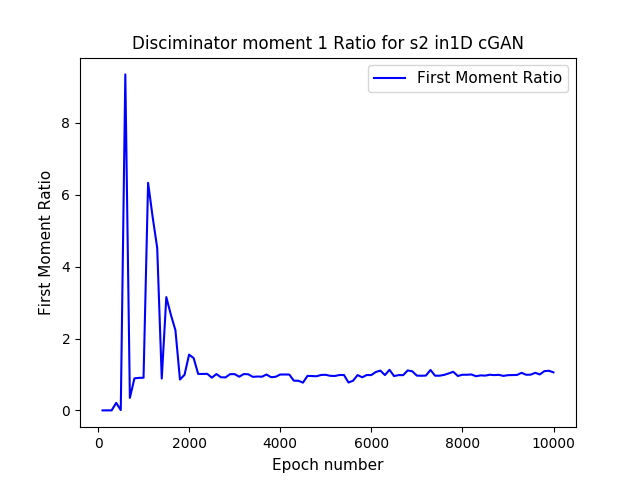 Disciminator moment 1 Ratio for s2 in1D cGAN
First Moment Ratio
First Moment Ratio
8
6
4
2
0
0 2000 4000 6000 8000 10000
Epoch number